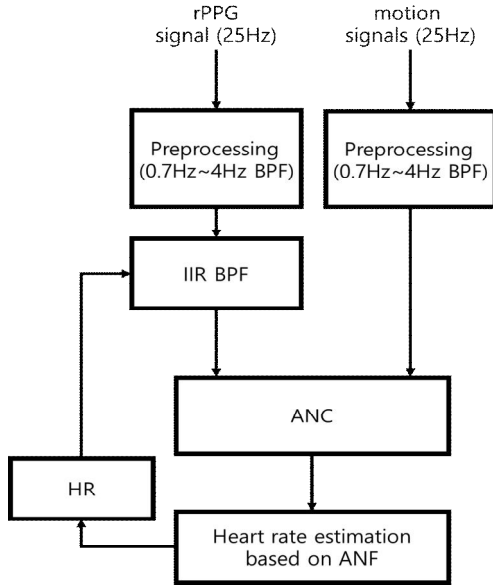 rPPG
signal (25Hz)
motion
signals (25Hz)
Preprocessing
(0.7Hz~4Hz BPF)
Preprocessing
(0.7Hz~4Hz BPF)
IIR BPF
ANC
HR
Heart rate estimation
based on ANF